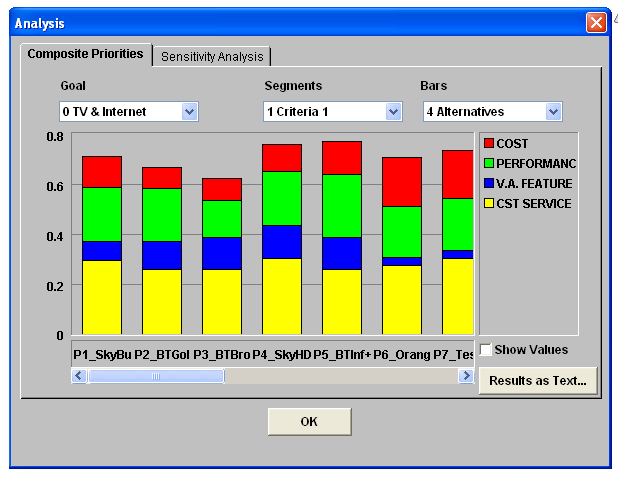 Analysis
Composite Priorities
Sensitivity Analysis
Goal
Segments
Bars
0 TV & Internet
1 Criteria 1
4 Alternatives
0.8
0.6
0.4
0.2
0
COST
PERFORMANC
V.A. FEATURE
CST SERVICE
P1_SkyBu P2_BTGol P3_BTBro P4_SkyHD P5_BTInf+ P6_Orang P7_Tes
Show Values
Results as Text...
OK